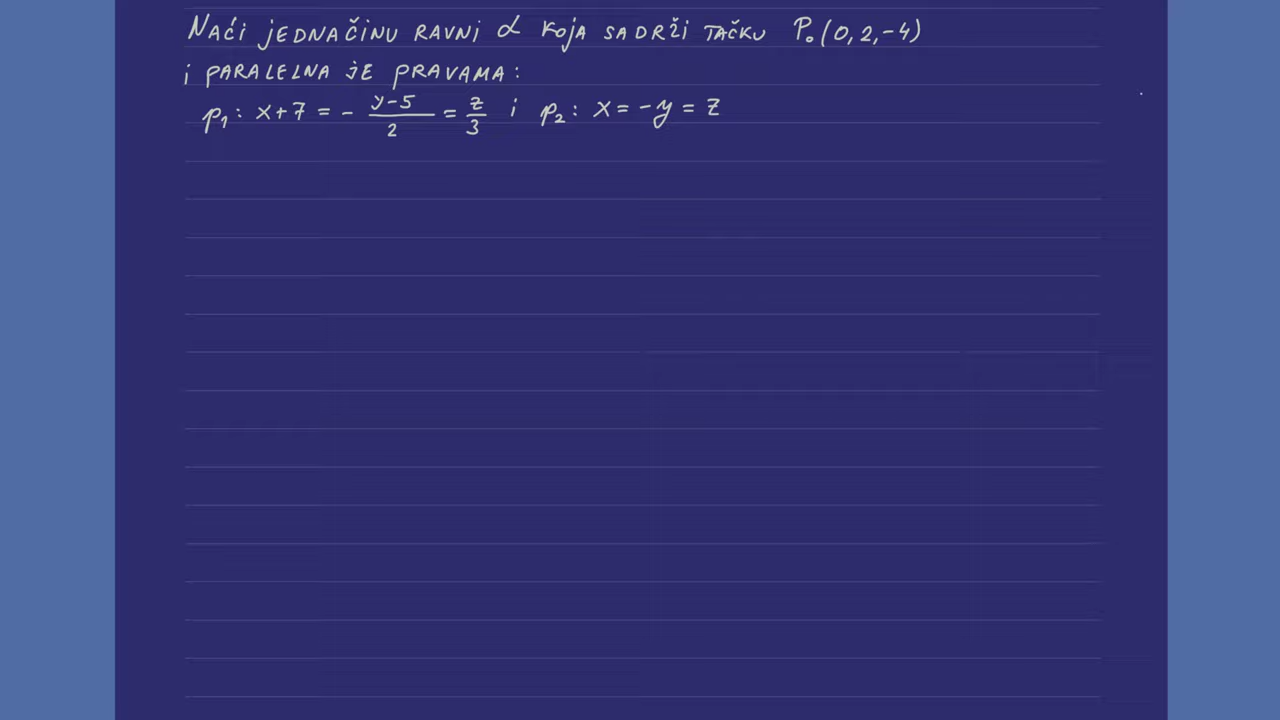 Naći jednačinu ravni α koja sadrži tačku P₀(0, 2, -4)
i paralelna je pravama:
p₁: x+7 = - (y-5)/2 = z/3 i p₂: x = -y = z